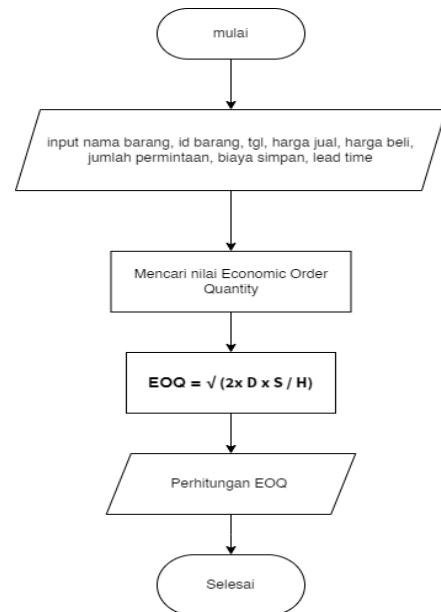 mulai
input nama barang, id barang, tgl, harga jual, harga beli,
jumlah permintaan, biaya simpan, lead time
Mencari nilai Economic Order
Quantity
EOQ = √ (2x D x S / H)
Perhitungan EOQ
Selesai